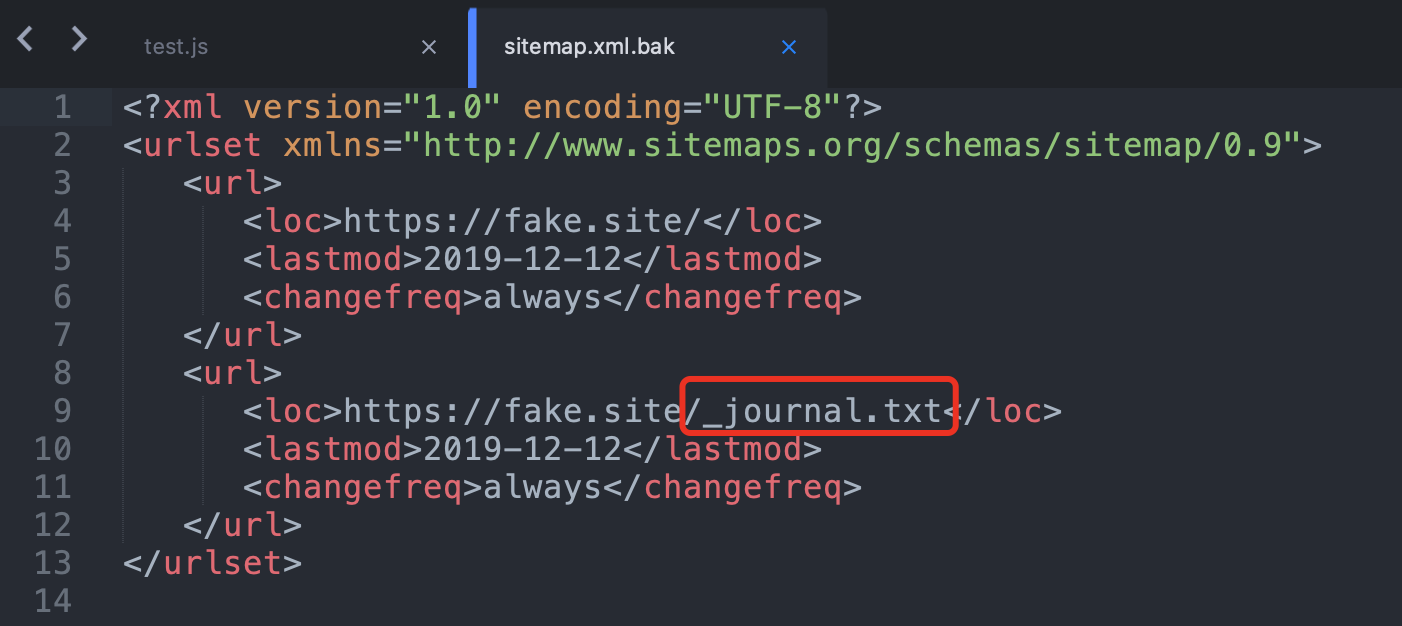 test.js × sitemap.xml.bak ×
1 <?xml version="1.0" encoding="UTF-8"?>
2 <urlset xmlns="http://www.sitemaps.org/schemas/sitemap/0.9">
3 <url>
4 <loc>https://fake.site/</loc>
5 <lastmod>2019-12-12</lastmod>
6 <changefreq>always</changefreq>
7 </url>
8 <url>
9 <loc>https://fake.site/_journal.txt</loc>
10 <lastmod>2019-12-12</lastmod>
11 <changefreq>always</changefreq>
12 </url>
13 </urlset>
14